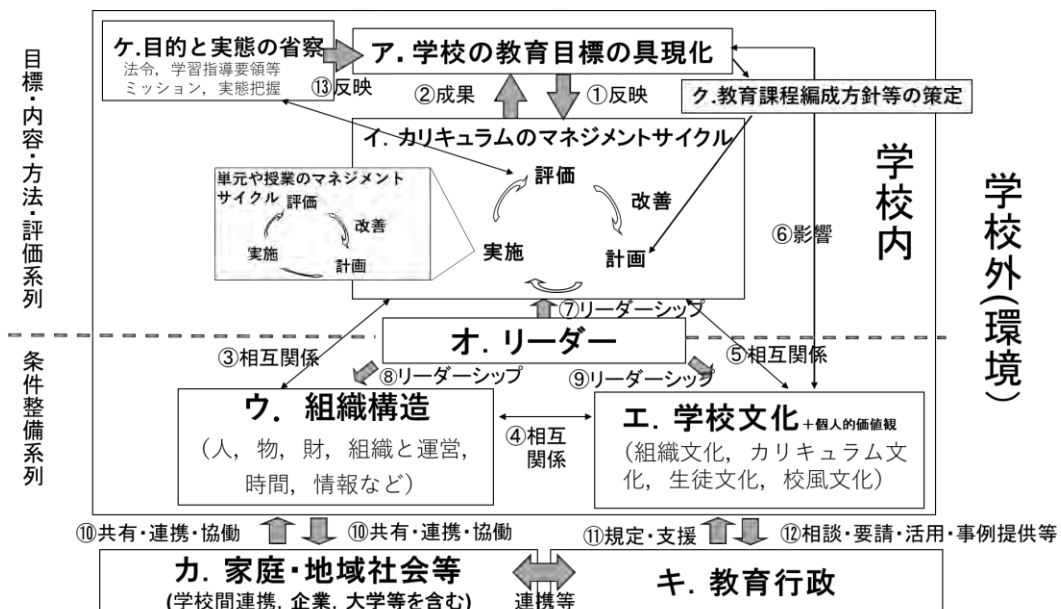 目標・内容・方法・評価系列
条件整備系列
ケ.目的と実態の省察
法令，学習指導要領等
ミッション，実態把握
⑬反映
ア．学校の教育目標の具現化
②成果
①反映
ク.教育課程編成方針等の策定
イ．カリキュラムのマネジメントサイクル
評価
改善
計画
実施
単元や授業のマネジメント
サイクル
評価
改善
計画
実施
⑥影響
学校内
学校外(環境)
⑦リーダーシップ
オ．リーダー
③相互関係
⑤相互関係
⑧リーダーシップ
⑨リーダーシップ
ウ．組織構造
（人，物，財，組織と運営，
時間，情報など）
④相互
関係
エ．学校文化＋個人的価値観
（組織文化，カリキュラム文
化，生徒文化，校風文化）
⑩共有・連携・協働
⑩共有・連携・協働
⑪規定・支援
⑫相談・要請・活用・事例提供等
カ．家庭・地域社会等
(学校間連携，企業，大学等を含む)
連携等
キ．教育行政